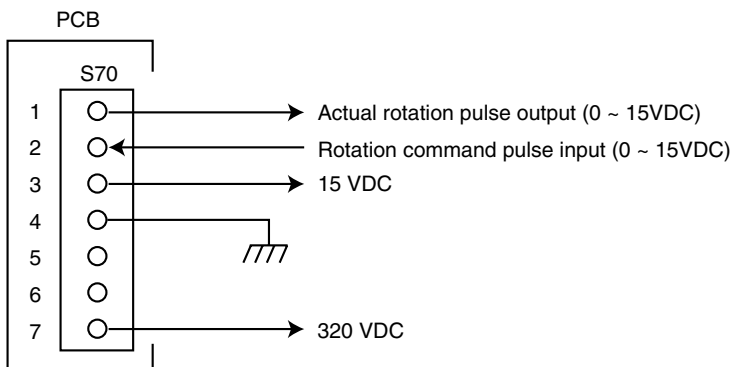 PCB
S70
1 Actual rotation pulse output (0 ~ 15VDC)
2 Rotation command pulse input (0 ~ 15VDC)
3 15 VDC
4
5
6
7 320 VDC